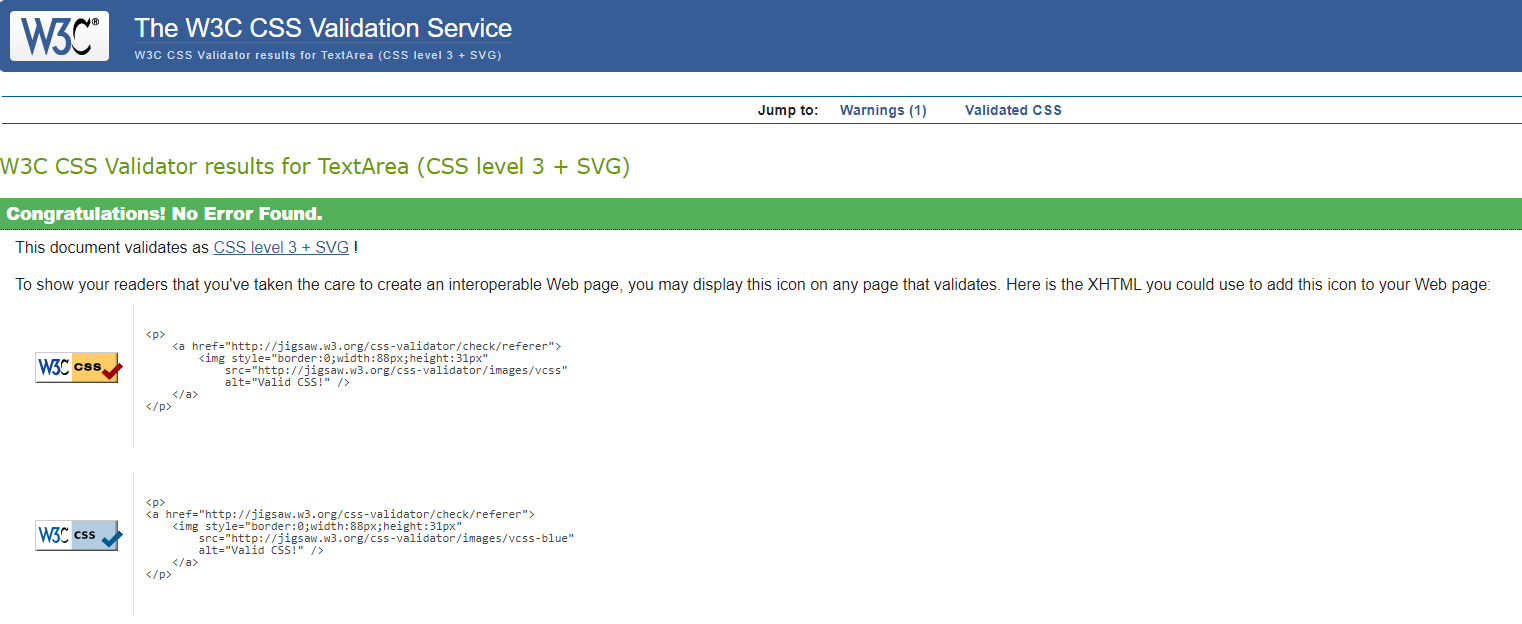 W3C® The W3C CSS Validation Service
W3C CSS Validator results for TextArea (CSS level 3 + SVG)
Jump to: Warnings (1) Validated CSS
W3C CSS Validator results for TextArea (CSS level 3 + SVG)
Congratulations! No Error Found.
This document validates as CSS level 3 + SVG !
To show your readers that you've taken the care to create an interoperable Web page, you may display this icon on any page that validates. Here is the XHTML you could use to add this icon to your Web page:
W3C css
<p>
    <a href="http://jigsaw.w3.org/css-validator/check/referer">
        <img style="border:0;width:88px;height:31px"
            src="http://jigsaw.w3.org/css-validator/images/vcss"
            alt="Valid CSS!" />
    </a>
</p>
W3C css
<p>
<a href="http://jigsaw.w3.org/css-validator/check/referer">
    <img style="border:0;width:88px;height:31px"
        src="http://jigsaw.w3.org/css-validator/images/vcss-blue"
        alt="Valid CSS!" />
    </a>
</p>